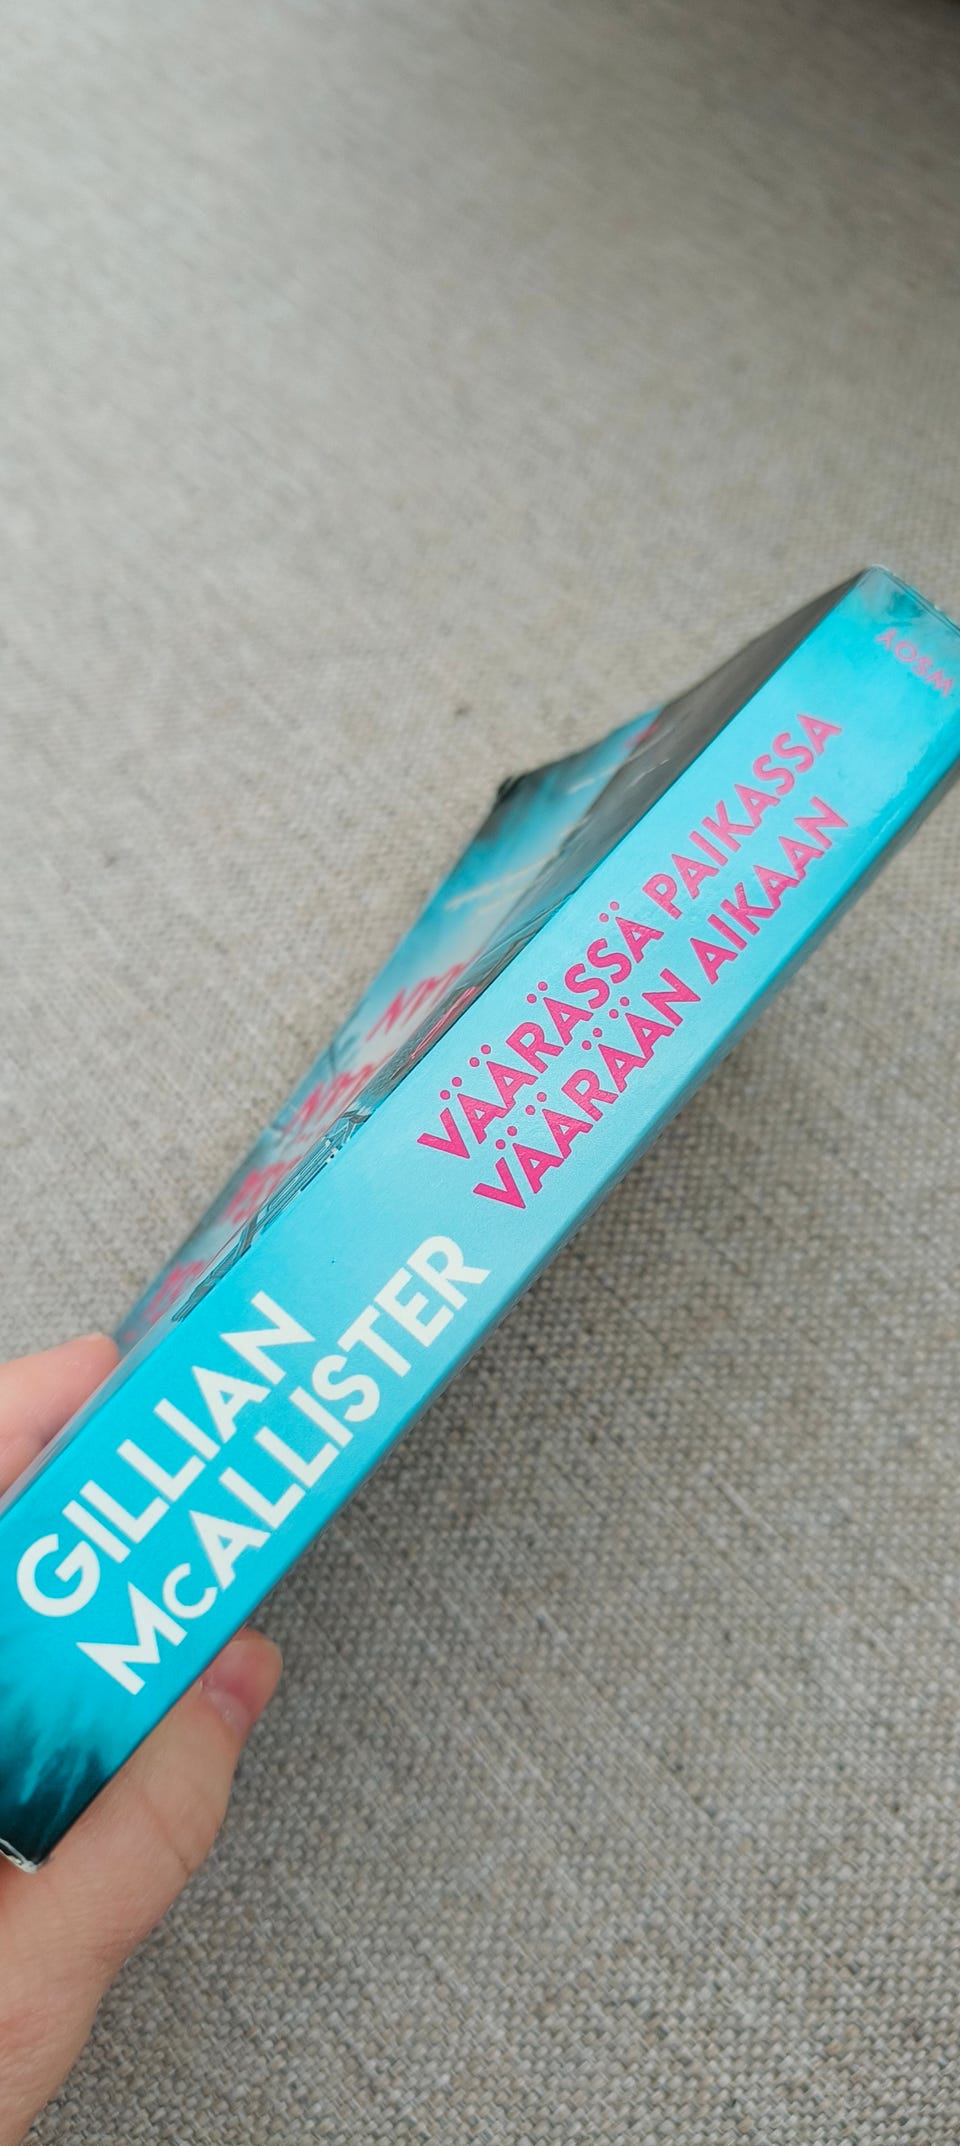 GILLIAN
McALLISTER
VÄÄRÄSSÄ PAIKASSA
VÄÄRÄÄN AIKAAN
WSOY